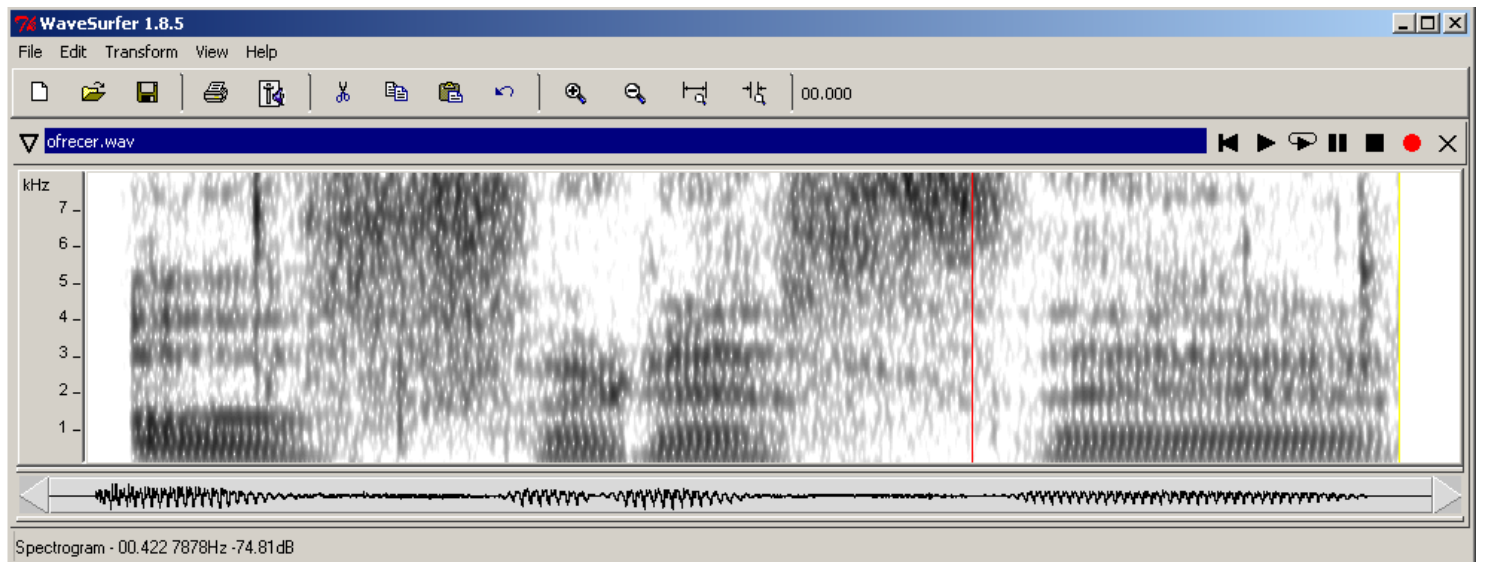 WaveSurfer 1.8.5
File Edit Transform View Help
00.000
ofrecer.wav
kHz
7
6
5
4
3
2
1
Spectrogram - 00.422 7878Hz -74.81dB